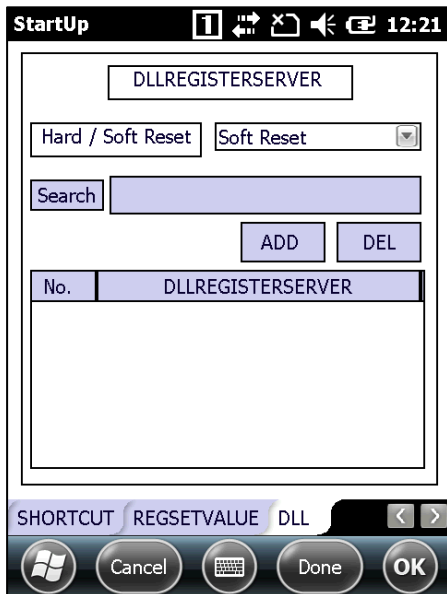 StartUp 1 12:21
DLLREGISTERSERVER
Hard / Soft Reset Soft Reset
Search
ADD DEL
No. DLLREGISTERSERVER
SHORTCUT REGSETVALUE DLL
Cancel Done OK